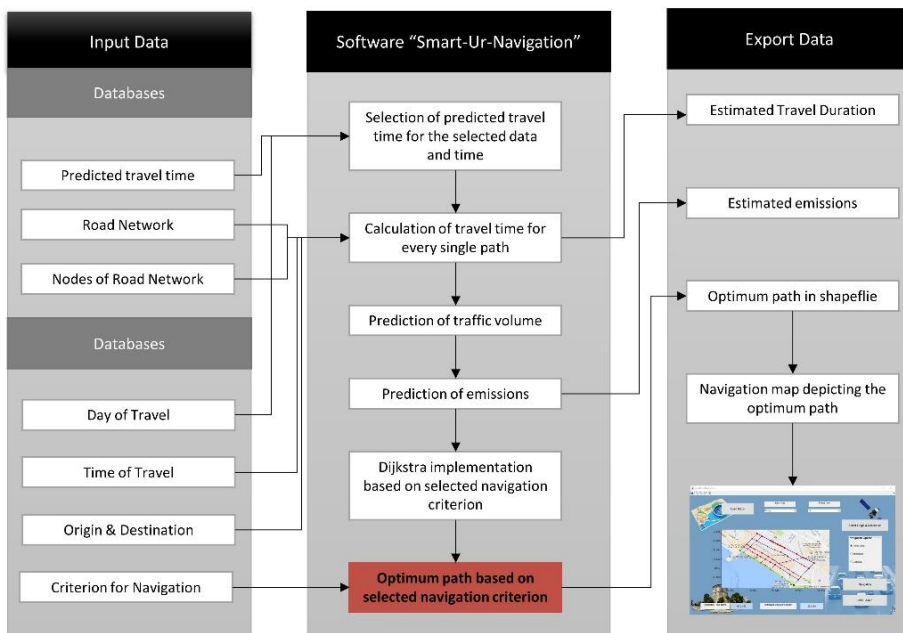 Input Data
Databases
Predicted travel time
Road Network
Nodes of Road Network
Databases
Day of Travel
Time of Travel
Origin & Destination
Criterion for Navigation
Software “Smart-Ur-Navigation”
Selection of predicted travel
time for the selected data
and time
Calculation of travel time for
every single path
Prediction of traffic volume
Prediction of emissions
Dijkstra implementation
based on selected navigation
criterion
Optimum path based on
selected navigation criterion
Export Data
Estimated Travel Duration
Estimated emissions
Optimum path in shapeflie
Navigation map depicting the
optimum path